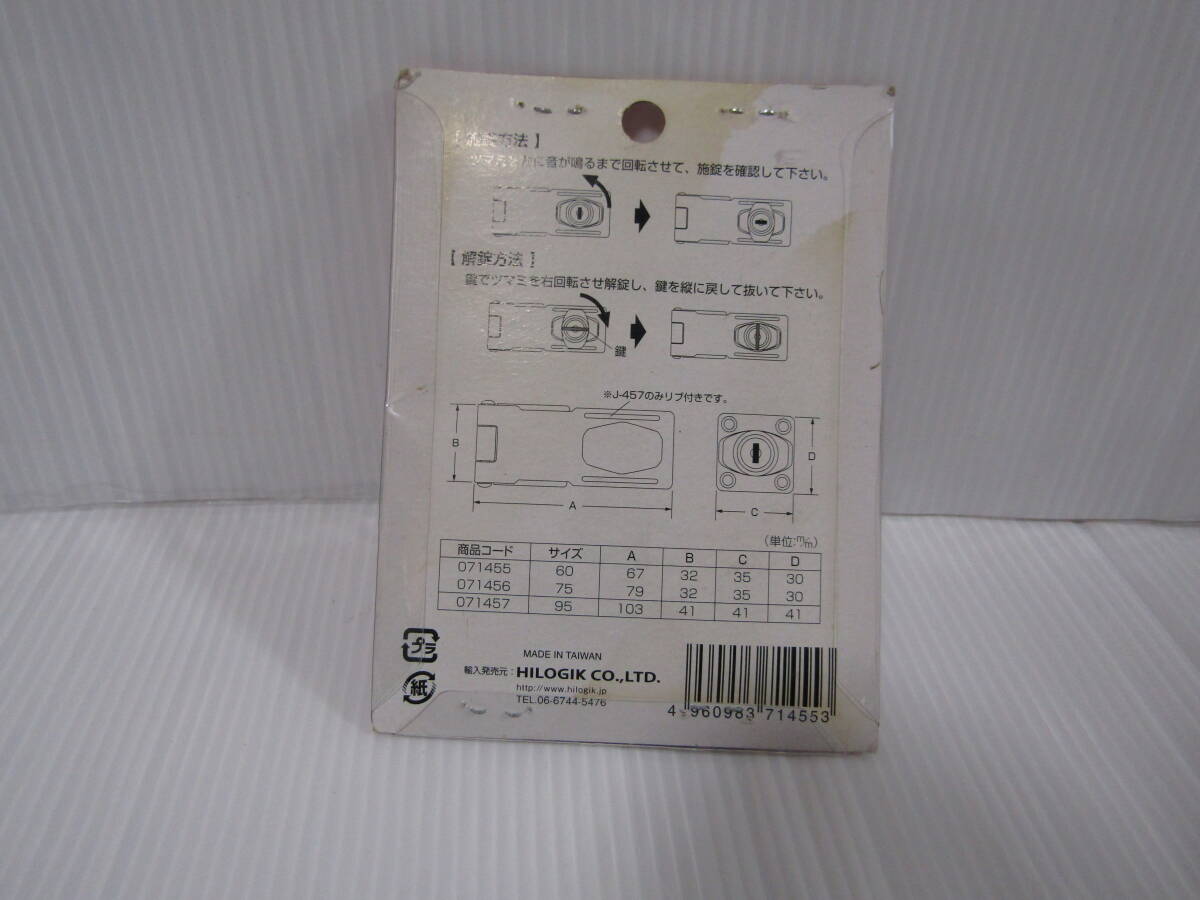 方法】
に音が鳴るまで回転させて、施錠を確認して下さい。
【 解錠方法 】
鍵でツマミを右回転させ解錠し、鍵を縦に戻して抜いて下さい。
鍵
※J-457のみリブ付きです。
B
D
A
C
(単位:m/m)
商品コード サイズ A B C D
071455 60 67 32 35 30
071456 75 79 32 35 30
071457 95 103 41 41 41
プラ
紙
MADE IN TAIWAN
輸入発売元: HILOGIK CO.,LTD.
http://www.hilogik.jp
TEL.06-6744-5476
4 960983 714553